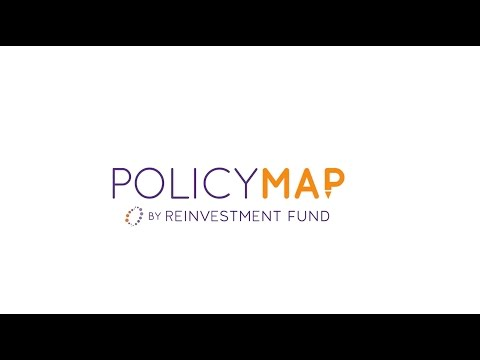 POLICYMAP
BY REINVESTMENT FUND